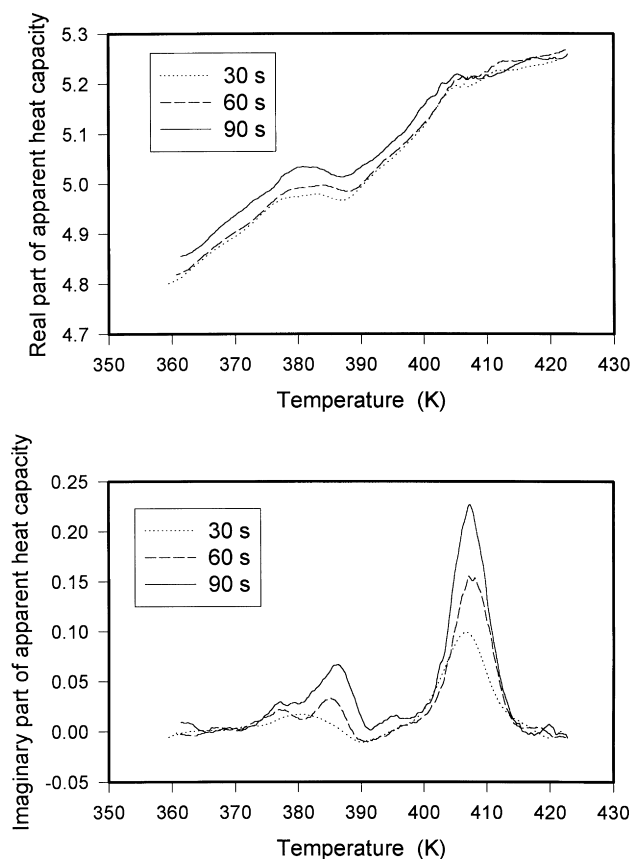 Real part of apparent heat capacity
5.3
5.2
5.1
5.0
4.9
4.8
4.7
30 s
60 s
90 s
350 360 370 380 390 400 410 420 430
Temperature (K)
Imaginary part of apparent heat capacity
0.25
0.20
0.15
0.10
0.05
0.00
-0.05
30 s
60 s
90 s
350 360 370 380 390 400 410 420 430
Temperature (K)